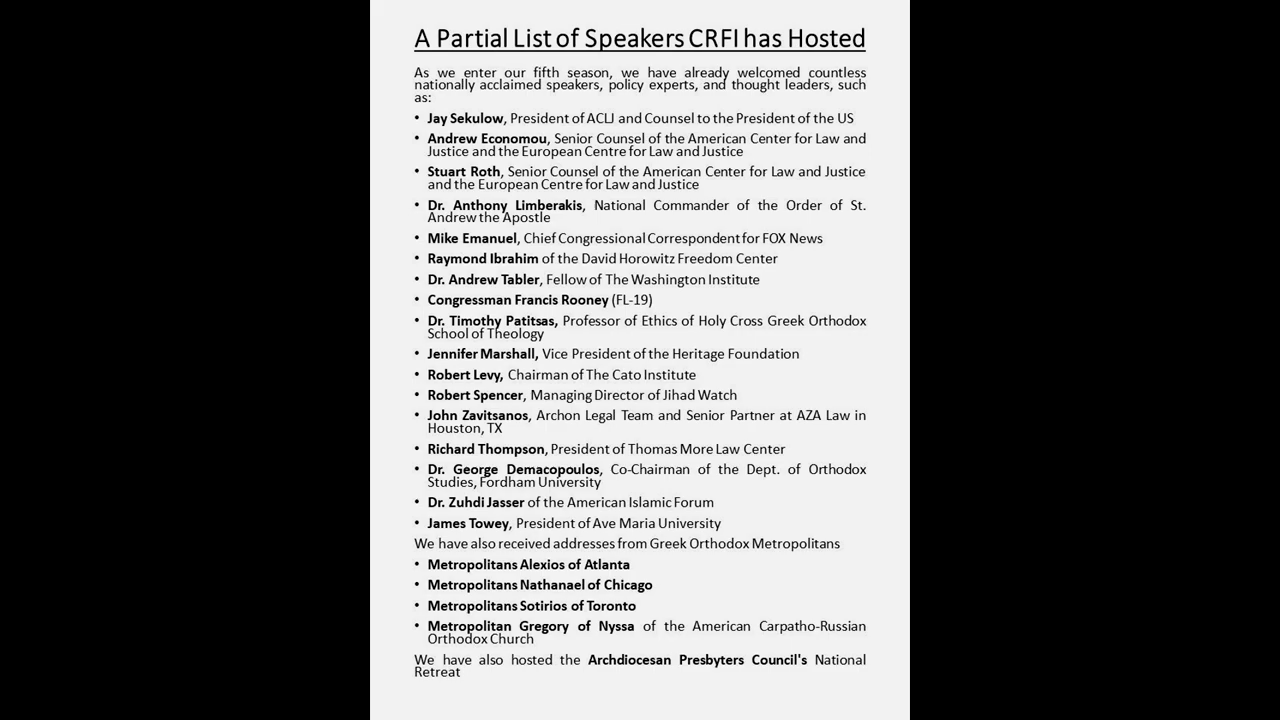 A Partial List of Speakers CRFI has Hosted
As we enter our fifth season, we have already welcomed countless
nationally acclaimed speakers, policy experts, and thought leaders, such
as:
• Jay Sekulow, President of ACLJ and Counsel to the President of the US
• Andrew Economou, Senior Counsel of the American Center for Law and
Justice and the European Centre for Law and Justice
• Stuart Roth, Senior Counsel of the American Center for Law and Justice
and the European Centre for Law and Justice
• Dr. Anthony Limberakis, National Commander of the Order of St.
Andrew the Apostle
• Mike Emanuel, Chief Congressional Correspondent for FOX News
• Raymond Ibrahim of the David Horowitz Freedom Center
• Dr. Andrew Tabler, Fellow of The Washington Institute
• Congressman Francis Rooney (FL-19)
• Dr. Timothy Patitsas, Professor of Ethics of Holy Cross Greek Orthodox
School of Theology
• Jennifer Marshall, Vice President of the Heritage Foundation
• Robert Levy, Chairman of The Cato Institute
• Robert Spencer, Managing Director of Jihad Watch
• John Zavitsanos, Archon Legal Team and Senior Partner at AZA Law in
Houston, TX
• Richard Thompson, President of Thomas More Law Center
• Dr. George Demacopoulos, Co-Chairman of the Dept. of Orthodox
Studies, Fordham University
• Dr. Zuhdi Jasser of the American Islamic Forum
• James Towey, President of Ave Maria University
We have also received addresses from Greek Orthodox Metropolitans
• Metropolitans Alexios of Atlanta
• Metropolitans Nathanael of Chicago
• Metropolitans Sotirios of Toronto
• Metropolitan Gregory of Nyssa of the American Carpatho-Russian
Orthodox Church
We have also hosted the Archdiocesan Presbyters Council's National
Retreat